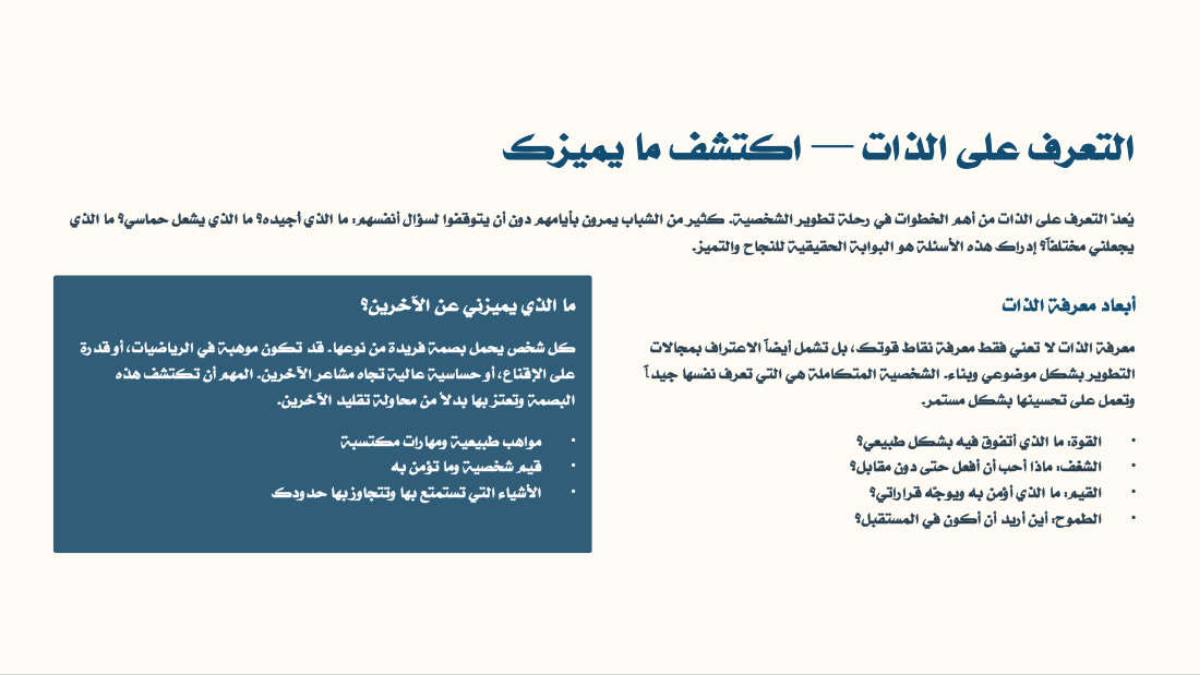 التعرف على الذات — اكتشف ما يميزك
يُعدّ التعرف على الذات من أهم الخطوات في رحلة تطوير الشخصية. كثير من الشباب يمرون بأيامهم دون أن يتوقفوا لسؤال أنفسهم: ما الذي أجيده؟ ما الذي يشعل حماسي؟ ما الذي
يجعلني مختلفاً؟ إدراك هذه الأسئلة هو البوابة الحقيقية للنجاح والتميز.
أبعاد معرفة الذات
معرفة الذات لا تعني فقط معرفة نقاط قوتك، بل تشمل أيضاً الاعتراف بمجالات
التطوير بشكل موضوعي وبناء. الشخصية المتكاملة هي التي تعرف نفسها جيداً
وتعمل على تحسينها بشكل مستمر.
• القوة: ما الذي أتفوق فيه بشكل طبيعي؟
• الشغف: ماذا أحب أن أفعل حتى دون مقابل؟
• القيم: ما الذي أؤمن به ويوجّه قراراتي؟
• الطموح: أين أريد أن أكون في المستقبل؟
ما الذي يميزني عن الآخرين؟
كل شخص يحمل بصمة فريدة من نوعها. قد تكون موهبة في الرياضيات، أو قدرة
على الإقناع، أو حساسية عالية تجاه مشاعر الآخرين. المهم أن تكتشف هذه
البصمة وتعتز بها بدلاً من محاولة تقليد الآخرين.
• مواهب طبيعية ومهارات مكتسبة
• قيم شخصية وما تؤمن به
• الأشياء التي تستمتع بها وتتجاوز بها حدودك